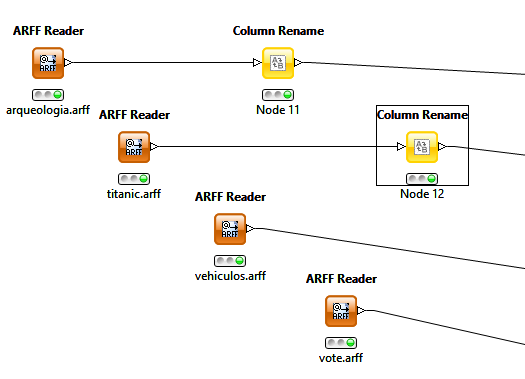 ARFF Reader
Column Rename
ARFF
A→
tB
arqueologia.arff
Node 11
ARFF Reader
Column Rename
ARFF
titanic.arff
Node 12
ARFF Reader
ARFF
vehiculos.arff
ARFF Reader
ARFF
vote.arff